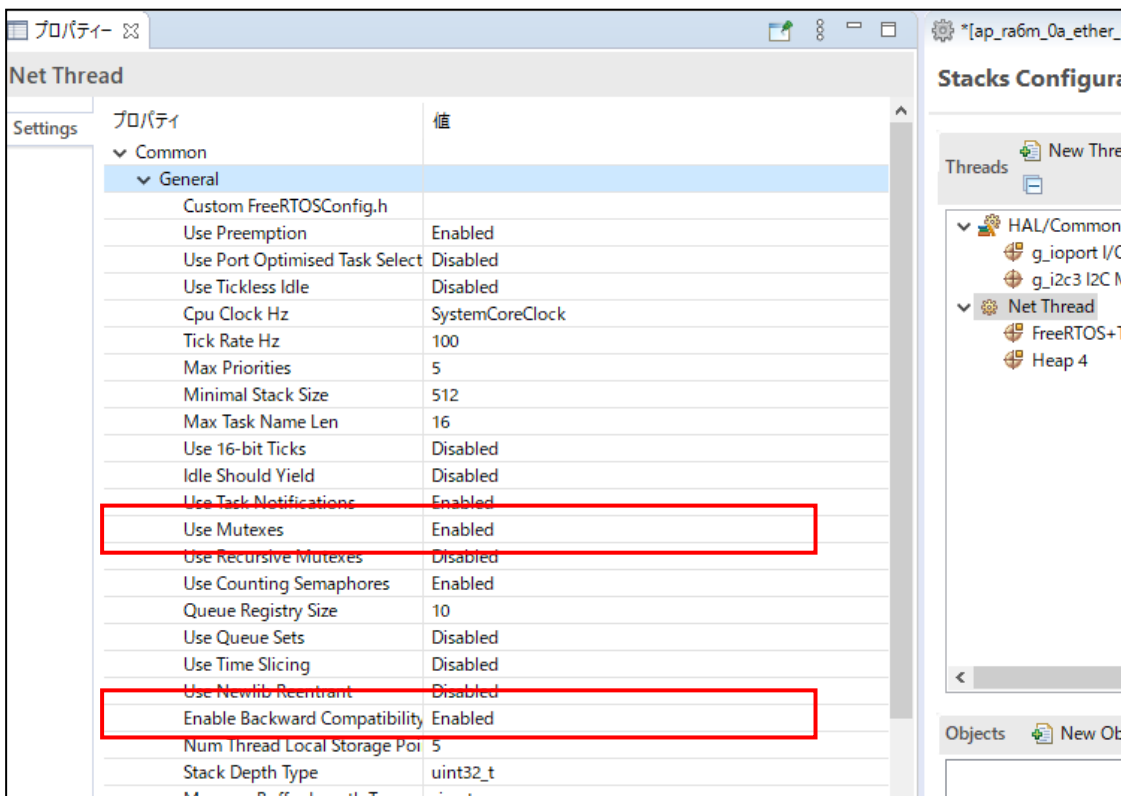 プロパティー
*[ap_ra6m_0a_ether_
Net Thread
Stacks Configura
Settings
プロパティ 値
Common
General
Custom FreeRTOSConfig.h
Use Preemption Enabled
Use Port Optimised Task Select Disabled
Use Tickless Idle Disabled
Cpu Clock Hz SystemCoreClock
Tick Rate Hz 100
Max Priorities 5
Minimal Stack Size 512
Max Task Name Len 16
Use 16-bit Ticks Disabled
Idle Should Yield Disabled
Use Task Notifications Enabled
Use Mutexes Enabled
Use Recursive Mutexes Disabled
Use Counting Semaphores Enabled
Queue Registry Size 10
Use Queue Sets Disabled
Use Time Slicing Disabled
Use Newlib Reentrant Disabled
Enable Backward Compatibility Enabled
Num Thread Local Storage Poi 5
Stack Depth Type uint32_t
Threads
New Thre
HAL/Common
g_ioport I/O
g_i2c3 I2C M
Net Thread
FreeRTOS+T
Heap 4
Objects
New Ob